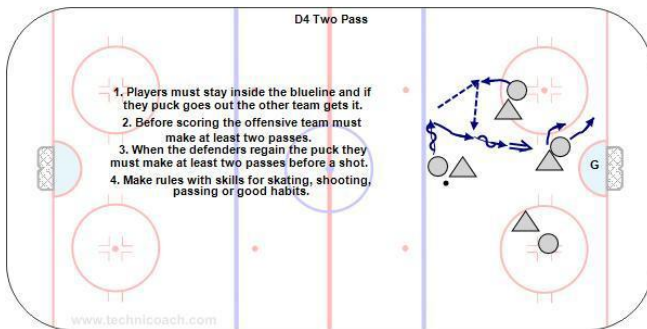 D4 Two Pass
1. Players must stay inside the blueline and if
they puck goes out the other team gets it.
2. Before scoring the offensive team must
make at least two passes.
3. When the defenders regain the puck they
must make at least two passes before a shot.
4. Make rules with skills for skating, shooting,
passing or good habits.
G
www.technicoach.com